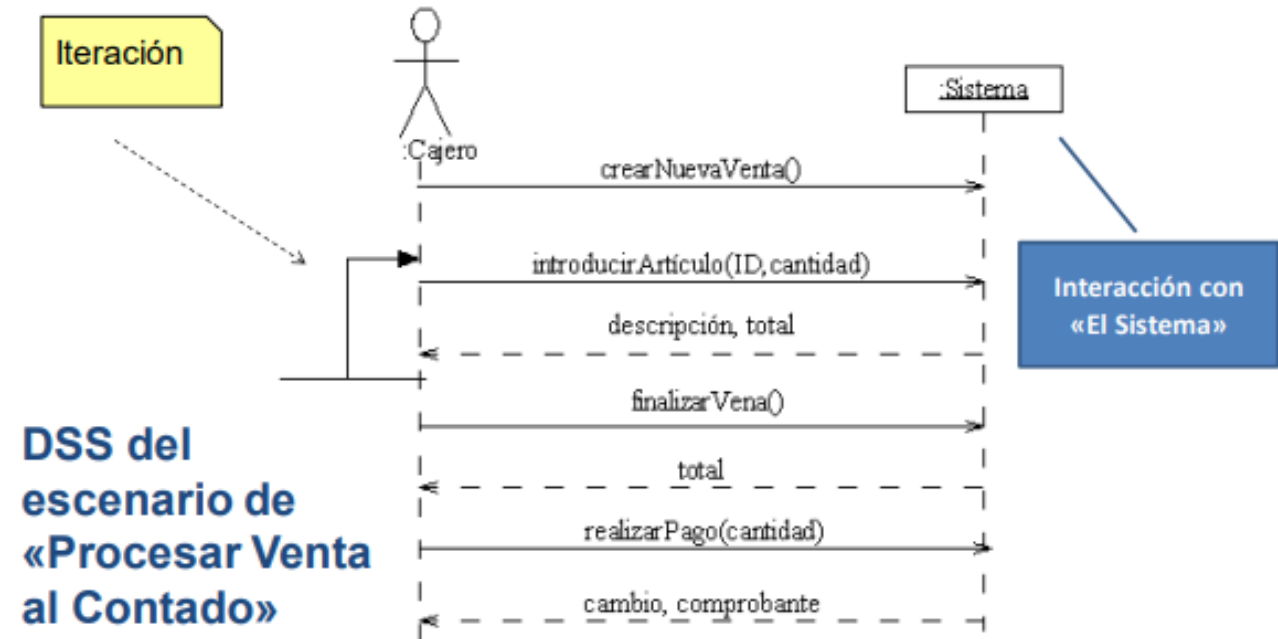 Iteración
:Cajero
:Sistema
crearNuevaVenta()
introducirArtículo(ID,cantidad)
Interacción con
«El Sistema»
descripción, total
finalizarVena()
total
realizarPago(cantidad)
cambio, comprobante
DSS del
escenario de
«Procesar Venta
al Contado»